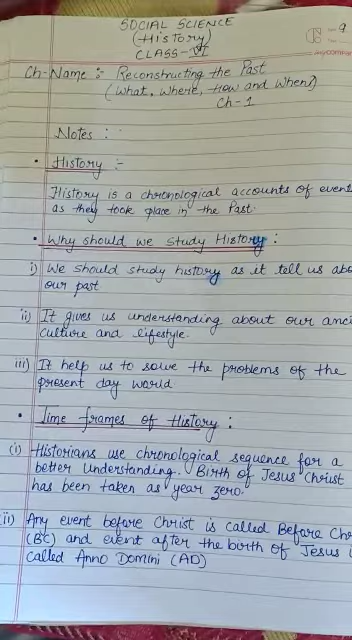 SOCIAL SCIENCE
(HisTory)
CLASS-VI
9
Ch-Name :- Reconstructing the Past
(What, Where, How and When?)
Ch-1
Notes :
• History :-
History is a chronological accounts of event
as they took place in the Past.
• Why should we study History :
i) We should study history as it tell us abo
our past
ii) It gives us understanding about our anci
culture and lifestyle.
iii) It help us to solve the problems of the
present day world
• Time frames of History :
(i) Historians use chronological sequence for a
better understanding. Birth of Jesus Christ
has been taken as year zero.
(ii) Any event before Christ is called Before Chr
(BC) and event after the birth of Jesus i
called Anno Domini (AD)